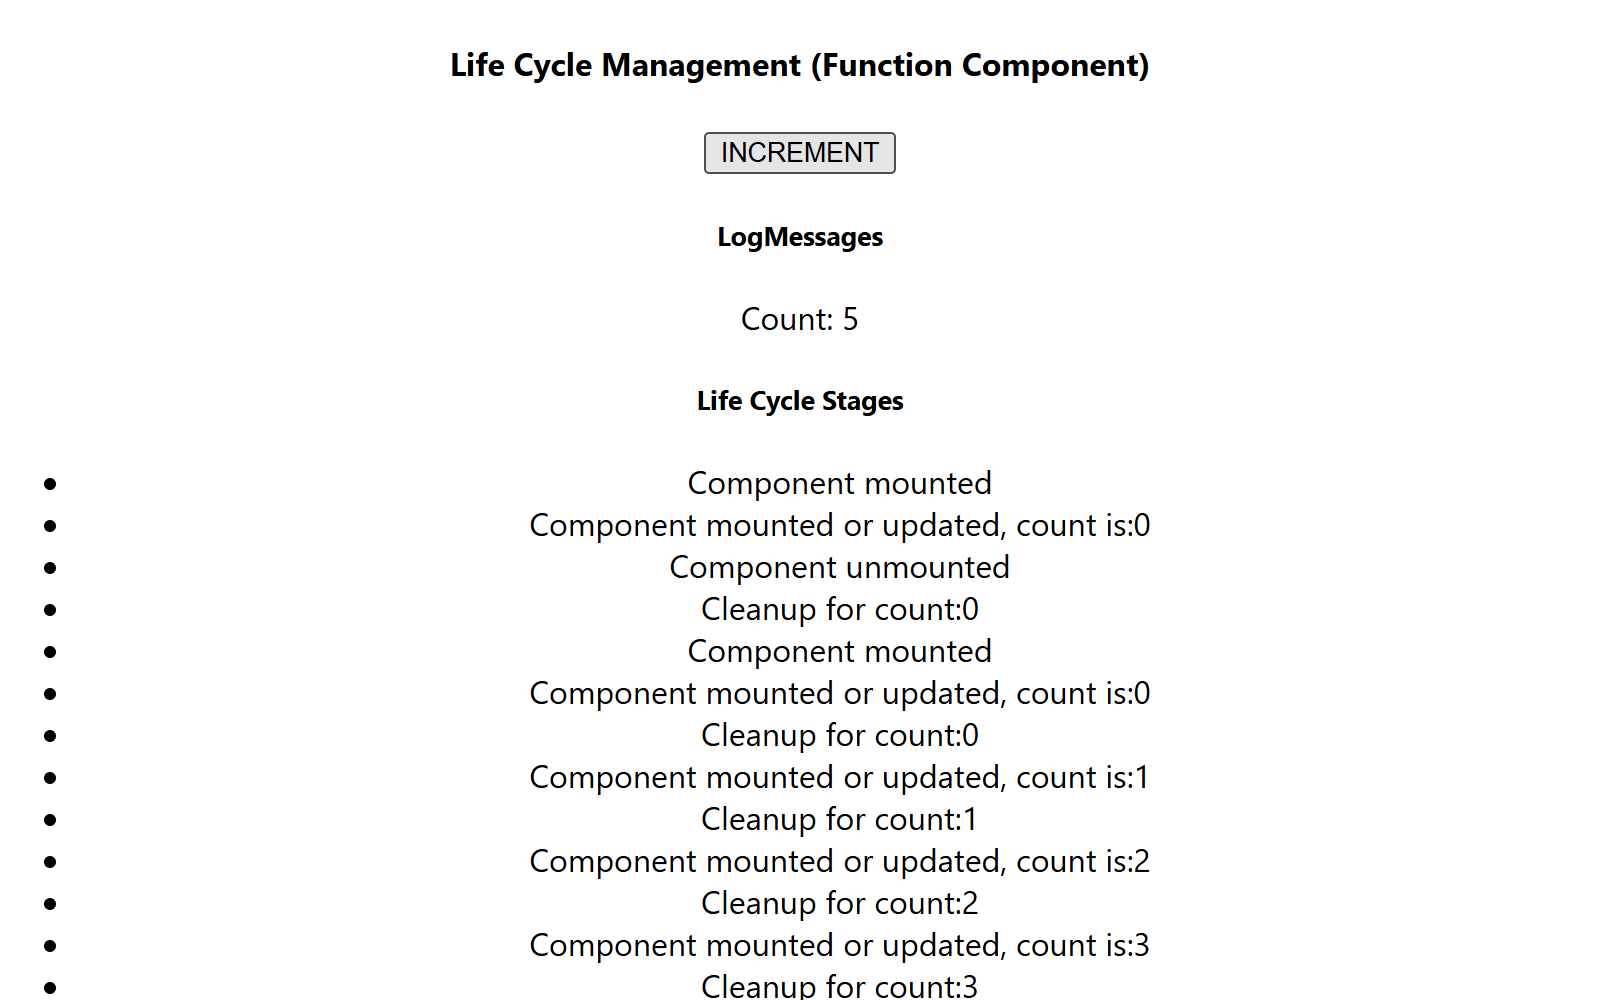 Life Cycle Management (Function Component)
INCREMENT
LogMessages
Count: 5
Life Cycle Stages
Component mounted
Component mounted or updated, count is:0
Component unmounted
Cleanup for count:0
Component mounted
Component mounted or updated, count is:0
Cleanup for count:0
Component mounted or updated, count is:1
Cleanup for count:1
Component mounted or updated, count is:2
Cleanup for count:2
Component mounted or updated, count is:3
Cleanup for count:3